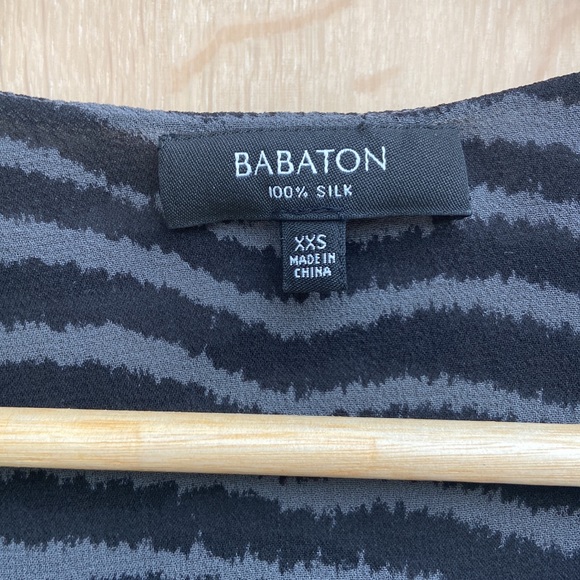 BABATON
100% SILK
XXS
MADE IN
CHINA